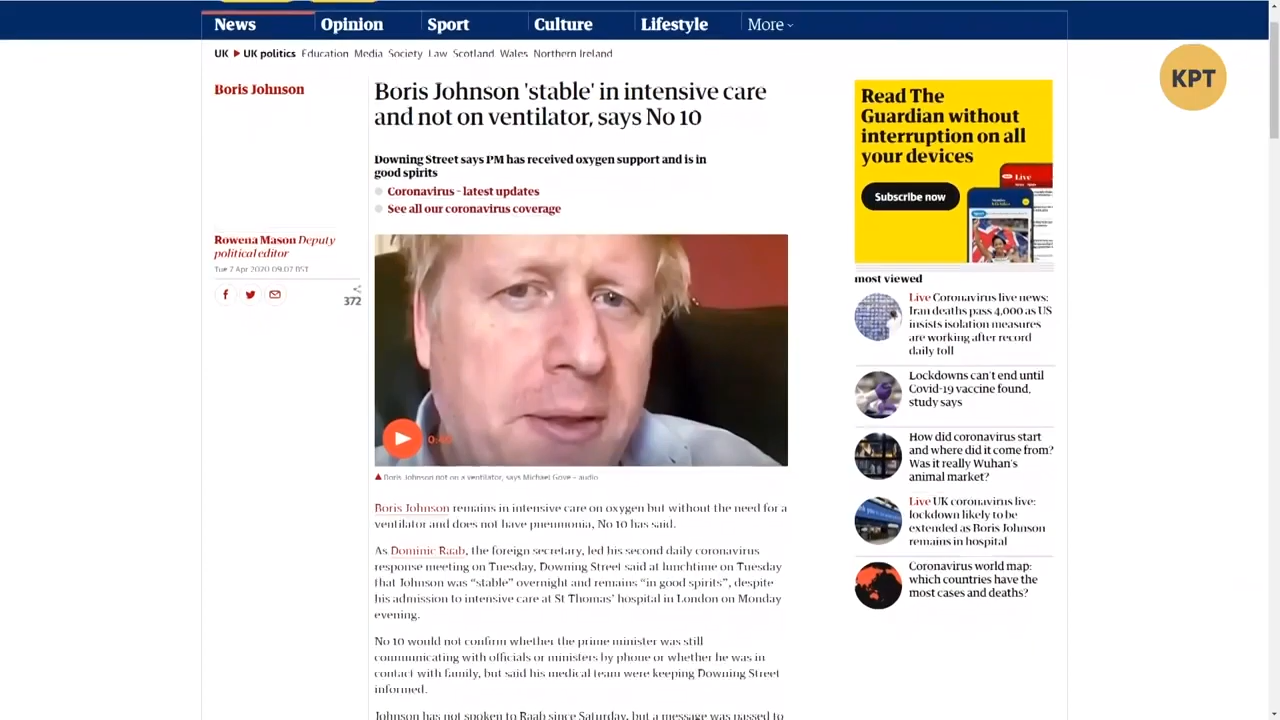 News
Opinion
Sport
Culture
Lifestyle
More
UK
UK politics
Education
Media
Society
Law
Scotland
Wales
Northern Ireland
KPT
Boris Johnson
Boris Johnson 'stable' in intensive care
and not on ventilator, says No 10
Downing Street says PM has received oxygen support and is in
good spirits
Coronavirus – latest updates
See all our coronavirus coverage
Rowena Mason Deputy
political editor
Tue 7 Apr 2020 09.07 BST
372
Boris Johnson not on a ventilator, says Michael Gove – audio
Boris Johnson remains in intensive care on oxygen but without the need for a
ventilator and does not have pneumonia, No 10 has said.
As Dominic Raab, the foreign secretary, led his second daily coronavirus
response meeting on Tuesday, Downing Street said at lunchtime on Tuesday
that Johnson was “stable” overnight and remains “in good spirits”, despite
his admission to intensive care at St Thomas’ hospital in London on Monday
evening.
No 10 would not confirm whether the prime minister was still
communicating with officials or ministers by phone or whether he was in
contact with family, but said his medical team were keeping Downing Street
informed.
Johnson has not spoken to Raab since Saturday, but a message was passed to
Read The
Guardian without
interruption on all
your devices
Subscribe now
Live
most viewed
Live Coronavirus live news:
Iran deaths pass 4,000 as US
insists isolation measures
are working after record
daily toll
Lockdowns can't end until
Covid-19 vaccine found,
study says
How did coronavirus start
and where did it come from?
Was it really Wuhan's
animal market?
Live UK coronavirus live:
lockdown likely to be
extended as Boris Johnson
remains in hospital
Coronavirus world map:
which countries have the
most cases and deaths?